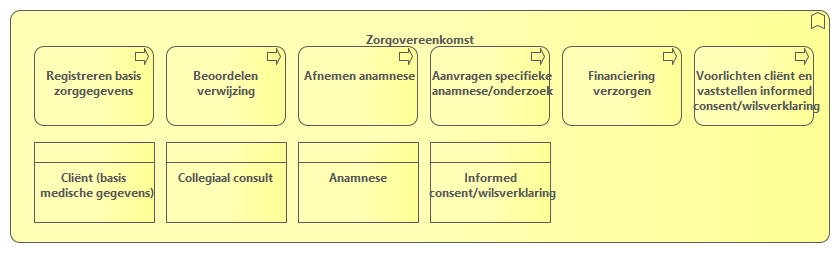 Zorgovereenkomst
Registreren basis
zorggegevens
Beoordelen
verwijzing
Afnemen anamnese
Aanvragen specifieke
anamnese/onderzoek
Financiering
verzorgen
Voorlichten cliënt en
vaststellen informed
consent/wilsverklaring
Cliënt (basis
medische gegevens)
Collegiaal consult
Anamnese
Informed
consent/wilsverklaring